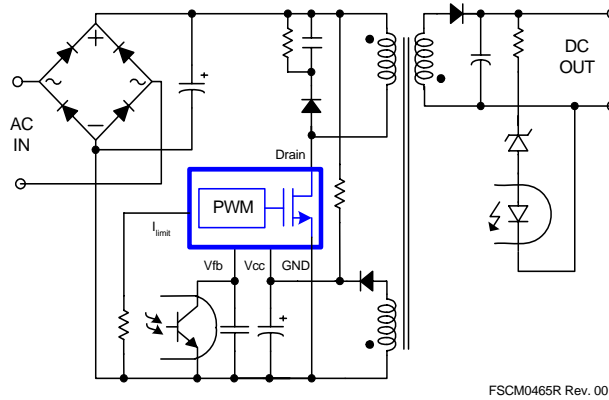 +
+
~
~
−
AC
IN
Drain
PWM
Ilimit
Vfb
Vcc
GND
+
DC
OUT
FSCM0465R Rev. 00